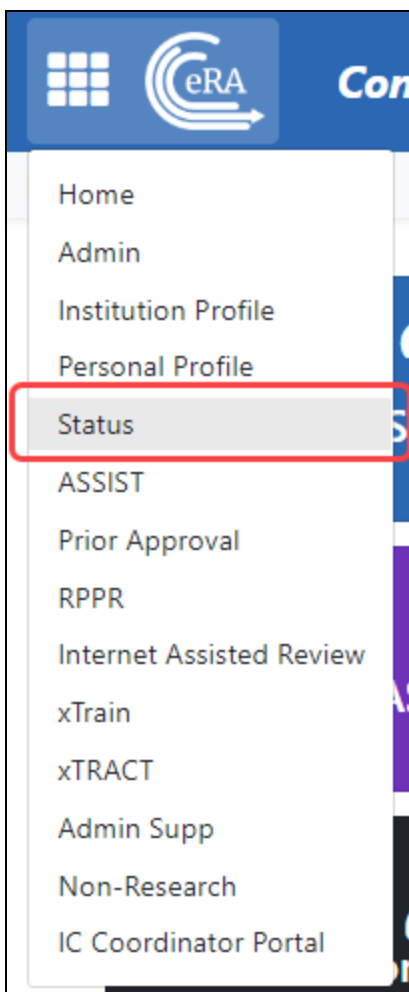 eRA
Home
Admin
Institution Profile
Personal Profile
Status
ASSIST
Prior Approval
RPPR
Internet Assisted Review
xTrain
xTRACT
Admin Supp
Non-Research
IC Coordinator Portal